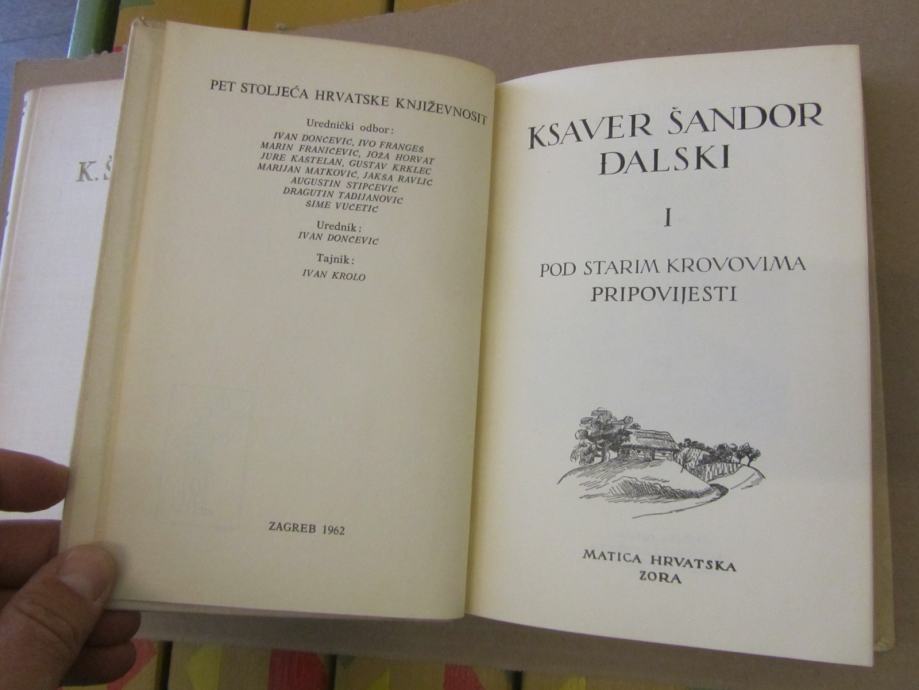 K. Š
PET STOLJEĆA HRVATSKE KNJIŽEVNOSIT
Urednički odbor:
IVAN DONČEVIĆ, IVO FRANGEŠ
MARIN FRANIČEVIĆ, JOŽA HORVAT
JURE KAŠTELAN, GUSTAV KRKLEC
MARIJAN MATKOVIĆ, JAKŠA RAVLIĆ
AUGUSTIN STIPČEVIĆ
DRAGUTIN TADIJANOVIĆ
ŠIME VUČETIĆ
Urednik:
IVAN DONČEVIĆ
Tajnik:
IVAN KROLO
ZAGREB 1962
KSAVER ŠANDOR
ĐALSKI
I
POD STARIM KROVOVIMA
PRIPOVIJESTI
MATICA HRVATSKA
ZORA